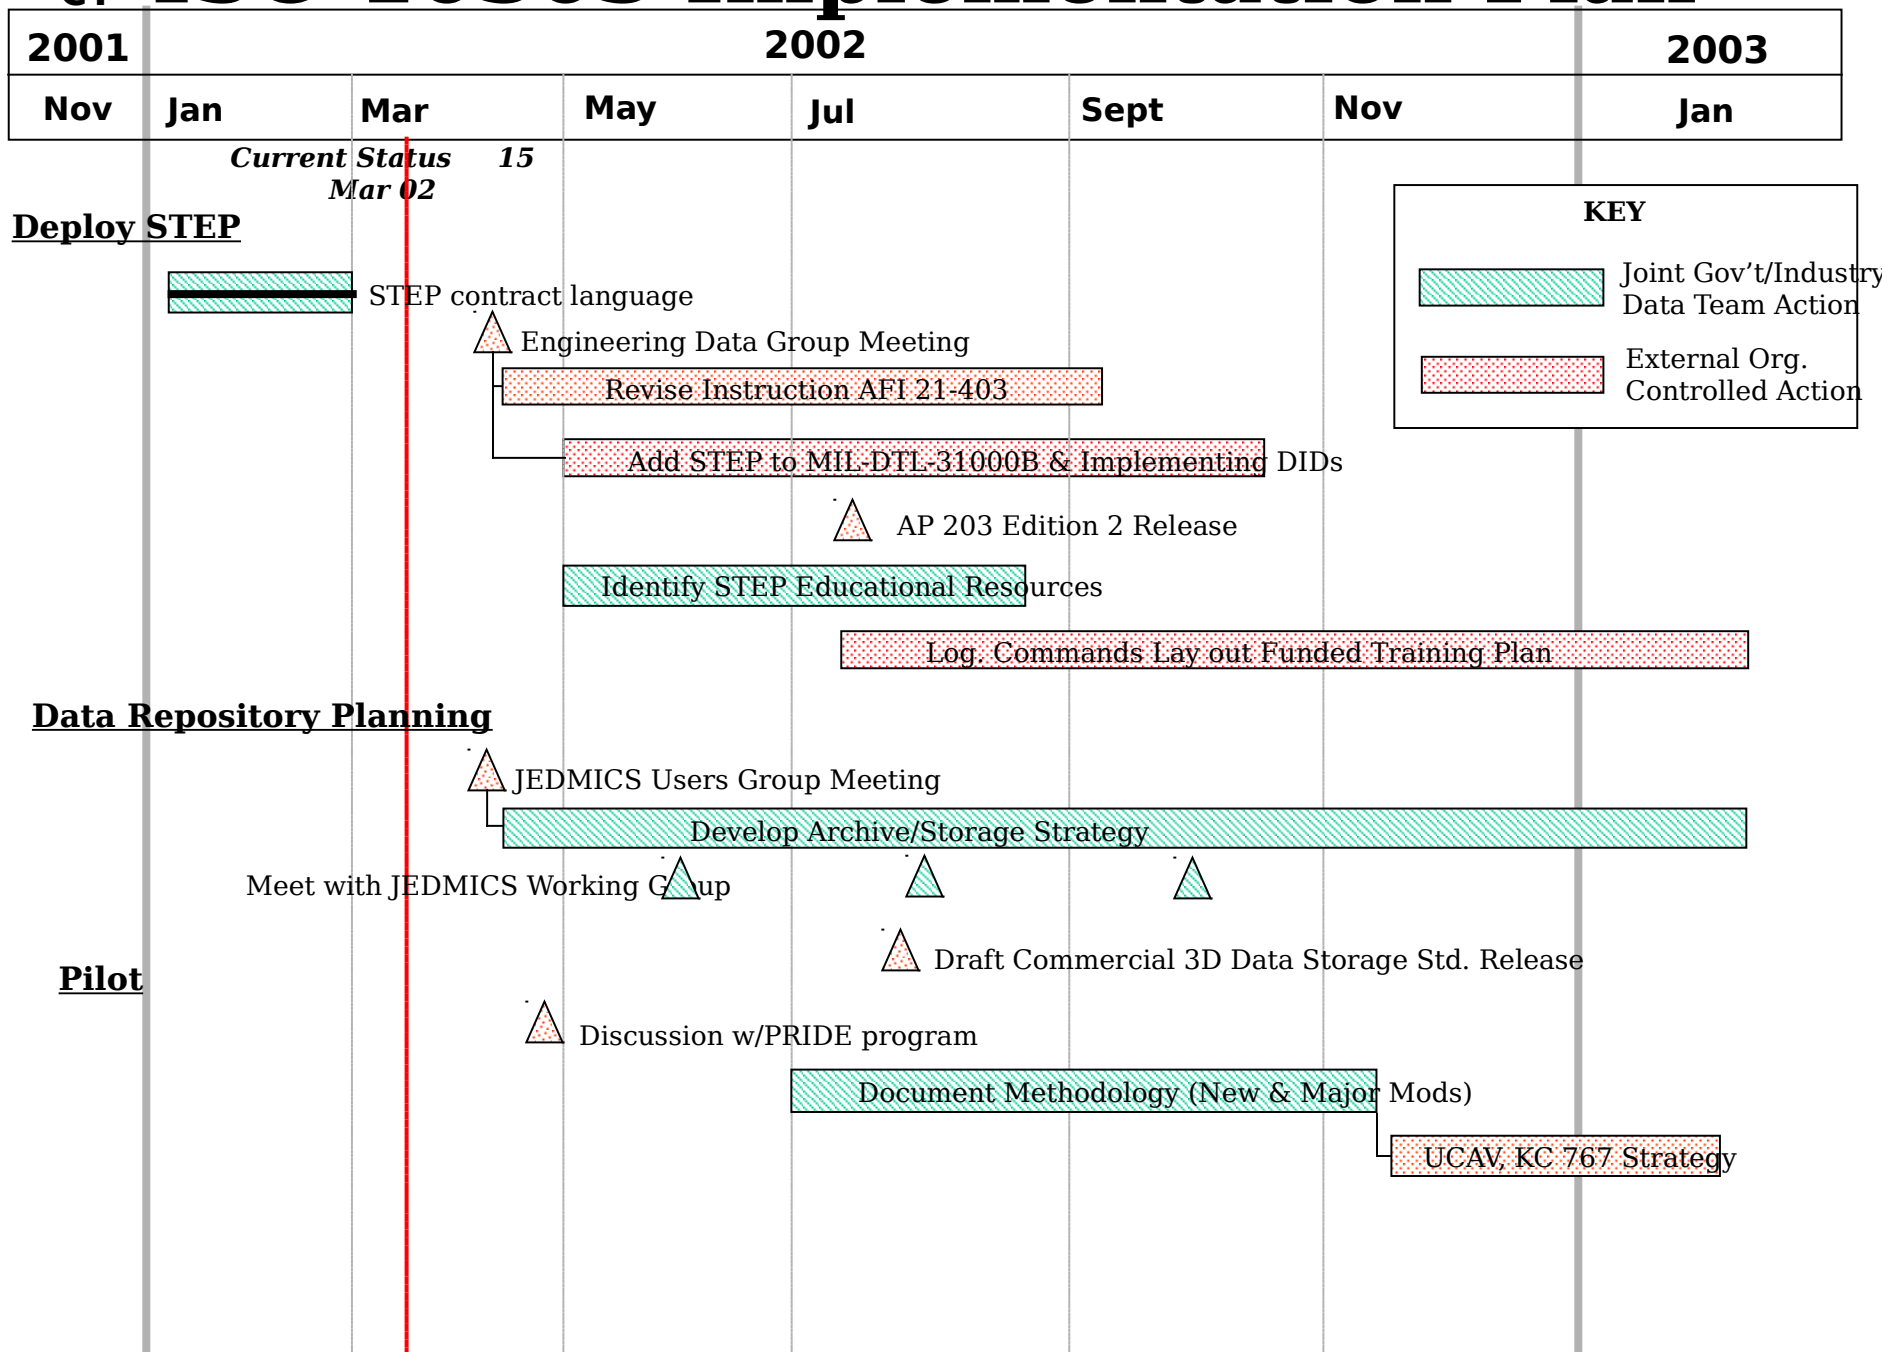 2001 2002 2003
Nov Jan Mar May Jul Sept Nov Jan
Current Status 15
Mar 02
KEY
Joint Gov’t/Industry
Data Team Action
External Org.
Controlled Action
Deploy STEP
STEP contract language
Engineering Data Group Meeting
Revise Instruction AFI 21-403
Add STEP to MIL-DTL-31000B & Implementing DIDs
AP 203 Edition 2 Release
Identify STEP Educational Resources
Log. Commands Lay out Funded Training Plan
Data Repository Planning
JEDMICS Users Group Meeting
Develop Archive/Storage Strategy
Meet with JEDMICS Working Group
Draft Commercial 3D Data Storage Std. Release
Pilot
Discussion w/PRIDE program
Document Methodology (New & Major Mods)
UCAV, KC 767 Strategy